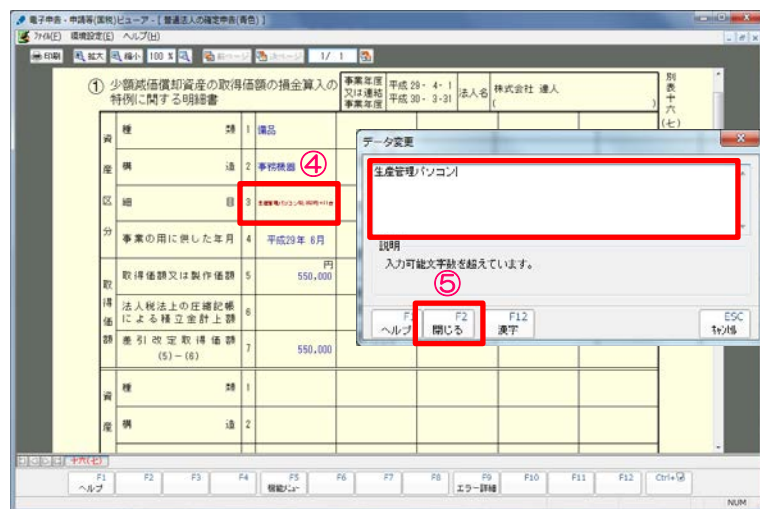 電子申告・申請等(国税)ビューア - [ 普通法人の確定申告(青色) ]
ファイル(F) 環境設定(E) ヘルプ(H)
印刷 拡大 縮小 100 % 前ページ 次ページ 1/ 1
① 少額減価償却資産の取得価額の損金算入の特例に関する明細書
事業年度又は連結事業年度 平成 29・ 4・ 1 平成 30・ 3・31 法人名 株式会社 達人 ( )
別表十六(七)
資産区分
種 類 1 備品
構 造 2 事務機器 ④
細 目 3
事業の用に供した年月 4 平成29年 6月
取得価額
取得価額又は製作価額 5 円 550,000
法人税法上の圧縮記帳による積立金計上額 6
差引改定取得価額 (5)-(6) 7 550,000
資産
種 類 1
構 造 2
データ変更
生産管理パソコン
説明
入力可能文字数を超えています。
⑤
F1 ヘルプ F2 閉じる F12 漢字 ESC キャンセル
十六(七)
F1 ヘルプ F2 F3 F4 F5 機能メニュー F6 F7 F8 F9 エラー詳細 F10 F11 F12 Ctrl+
NUM